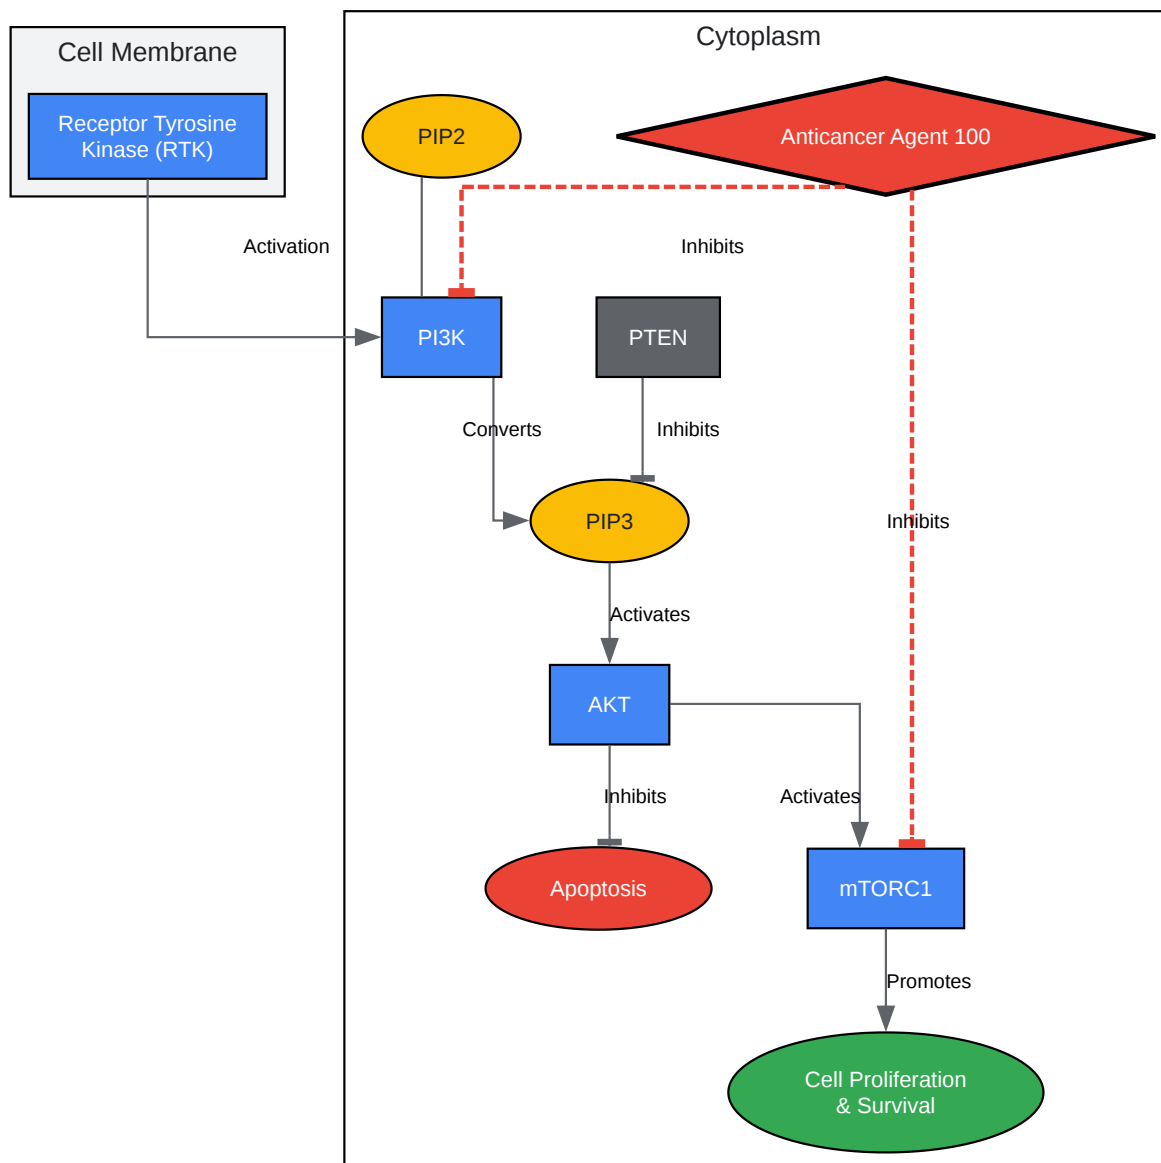 Cell Membrane
Cytoplasm
Receptor Tyrosine
Kinase (RTK)
PIP2
Anticancer Agent 100
Activation
Inhibits
PI3K
PTEN
Converts
Inhibits
PIP3
Inhibits
Activates
AKT
Inhibits
Activates
Apoptosis
mTORC1
Promotes
Cell Proliferation
& Survival